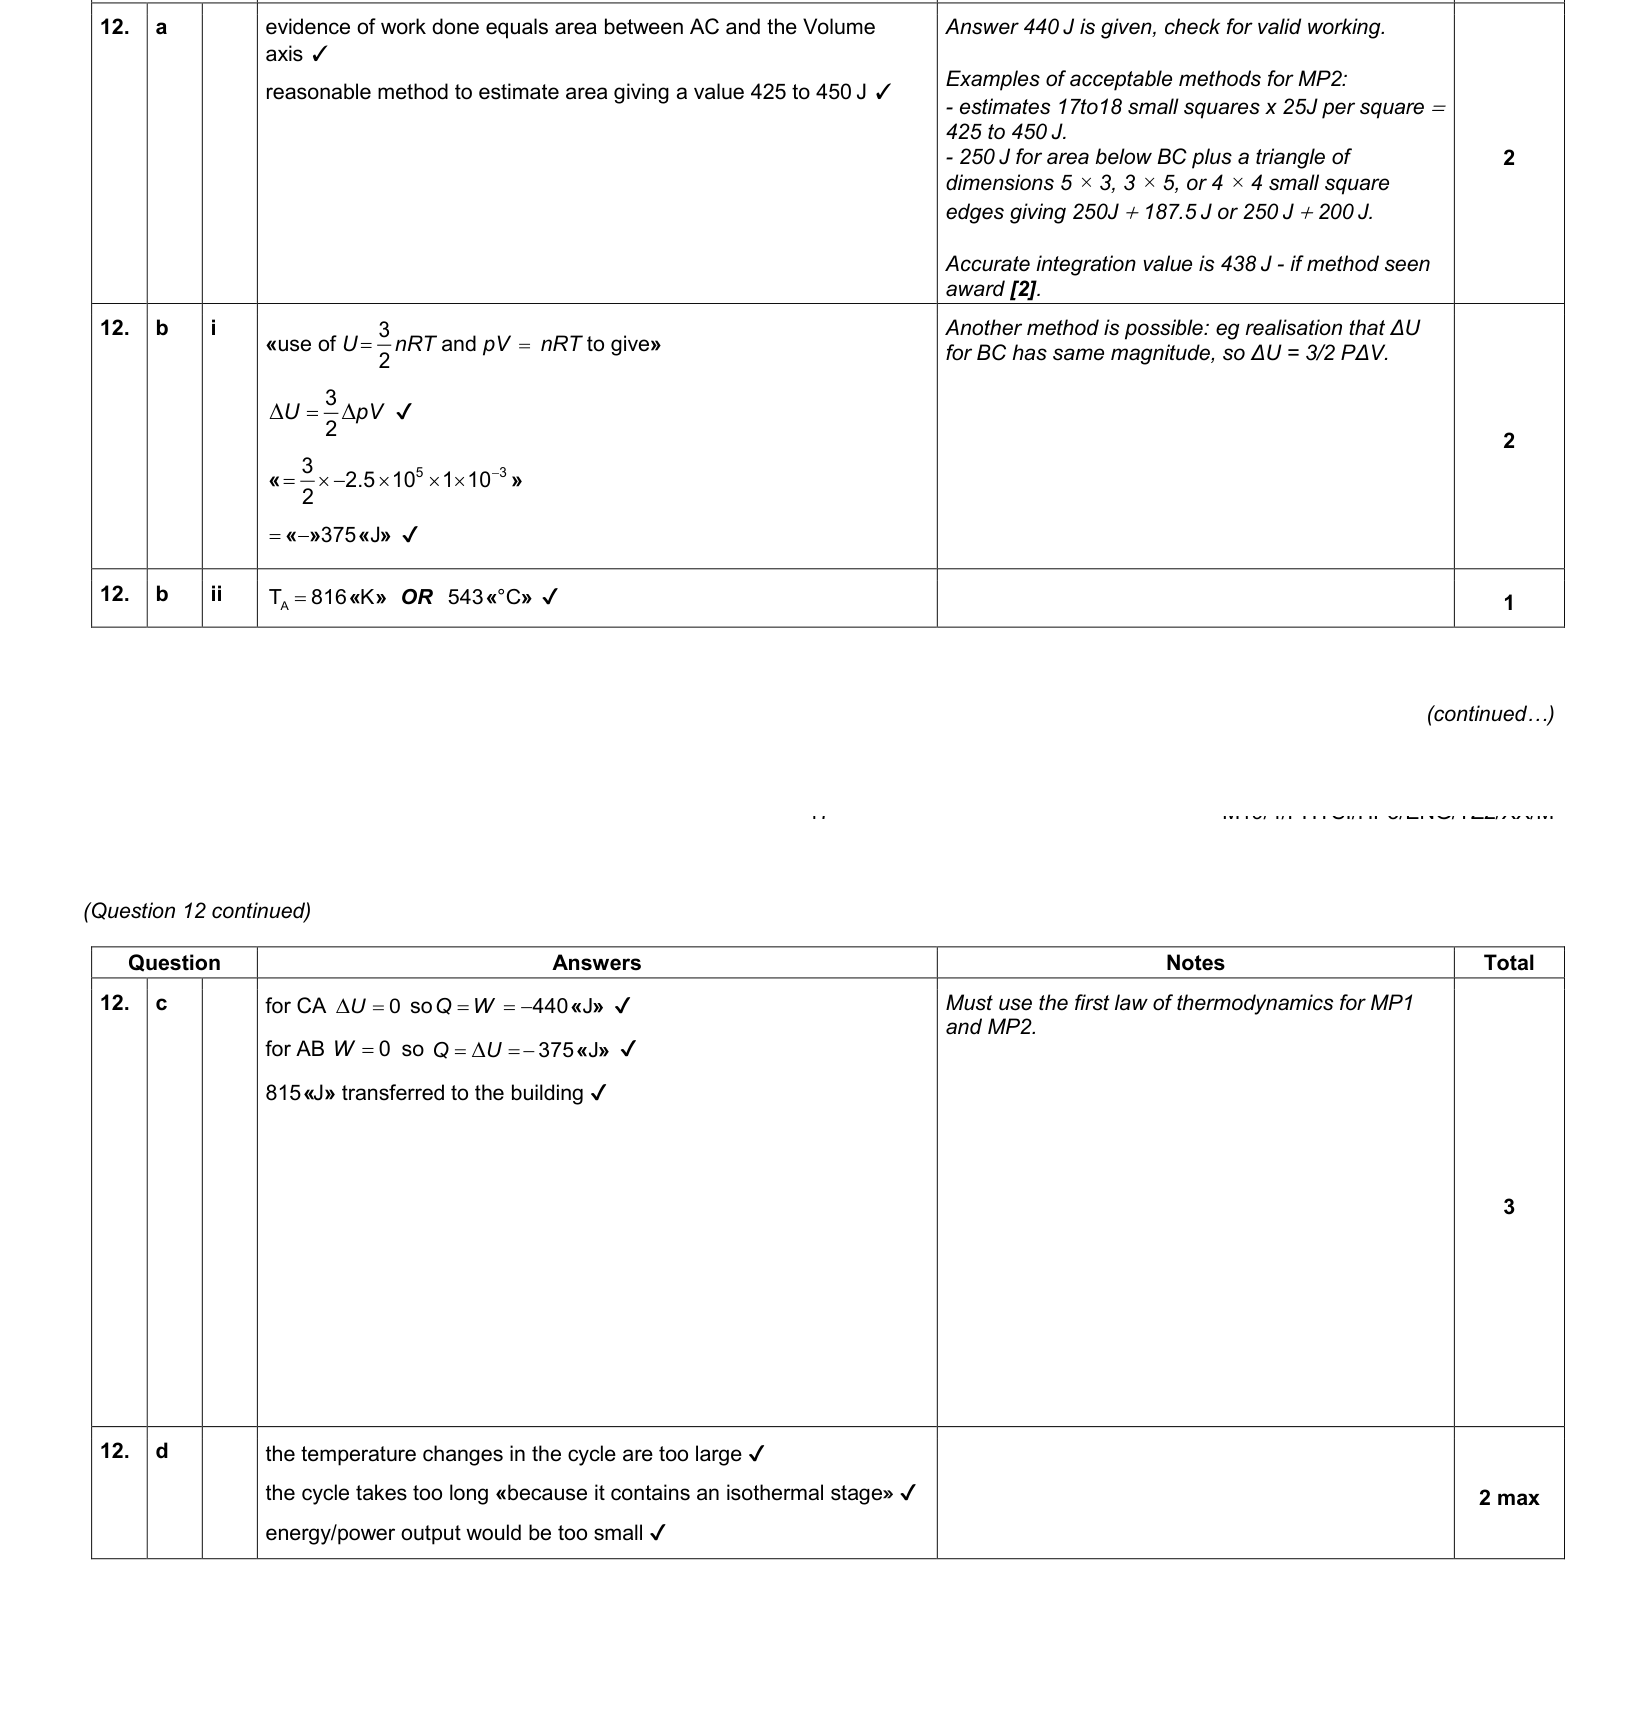 12. a evidence of work done equals area between AC and the Volume
axis ✓
reasonable method to estimate area giving a value 425 to 450 J ✓
Answer 440 J is given, check for valid working.
Examples of acceptable methods for MP2:
- estimates 17to18 small squares x 25J per square =
425 to 450 J.
- 250 J for area below BC plus a triangle of
dimensions 5 × 3, 3 × 5, or 4 × 4 small square
edges giving 250J + 187.5 J or 250 J + 200 J.
Accurate integration value is 438 J - if method seen
award [2].
2
12. b i «use of U = 3/2 nRT and pV = nRT to give»
ΔU = 3/2 ΔpV ✓
« = 3/2 × −2.5 × 10⁵ × 1 × 10⁻³ »
= «−»375 «J» ✓
Another method is possible: eg realisation that ΔU
for BC has same magnitude, so ΔU = 3/2 PΔV.
2
12. b ii T_A = 816 «K» OR 543 «°C» ✓
1
(continued…)
(Question 12 continued)
Question Answers Notes Total
12. c for CA ΔU = 0 so Q = W = −440 «J» ✓
for AB W = 0 so Q = ΔU = −375 «J» ✓
815 «J» transferred to the building ✓
Must use the first law of thermodynamics for MP1
and MP2.
3
12. d the temperature changes in the cycle are too large ✓
the cycle takes too long «because it contains an isothermal stage» ✓
energy/power output would be too small ✓
2 max